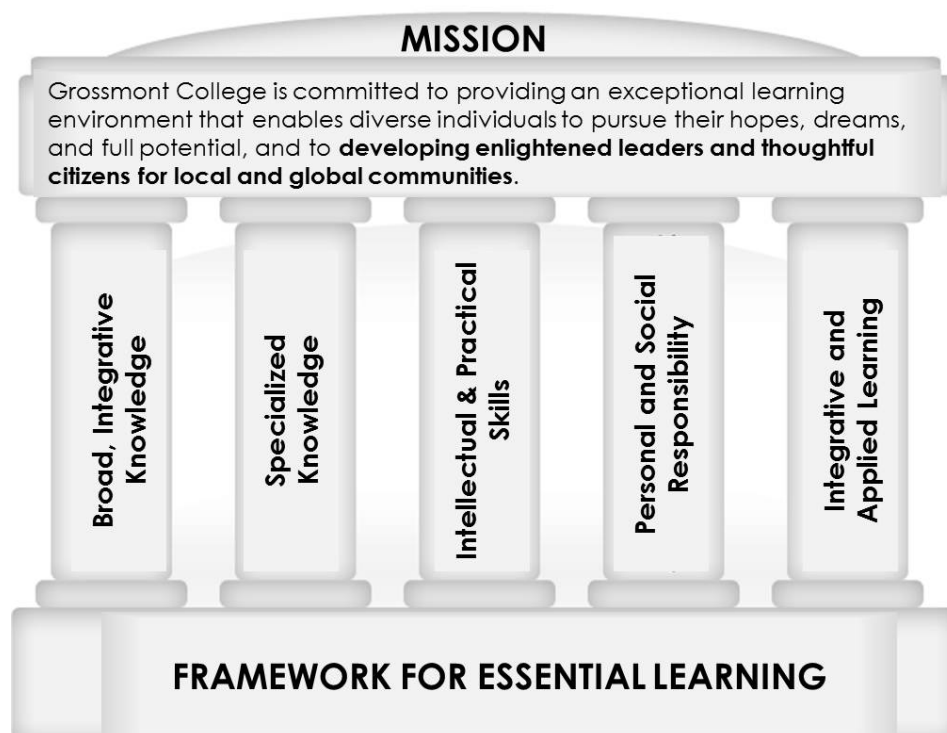 MISSION
Grossmont College is committed to providing an exceptional learning
environment that enables diverse individuals to pursue their hopes, dreams,
and full potential, and to developing enlightened leaders and thoughtful
citizens for local and global communities.
Broad, Integrative
Knowledge
Specialized
Knowledge
Intellectual & Practical
Skills
Personal and Social
Responsibility
Integrative and
Applied Learning
FRAMEWORK FOR ESSENTIAL LEARNING